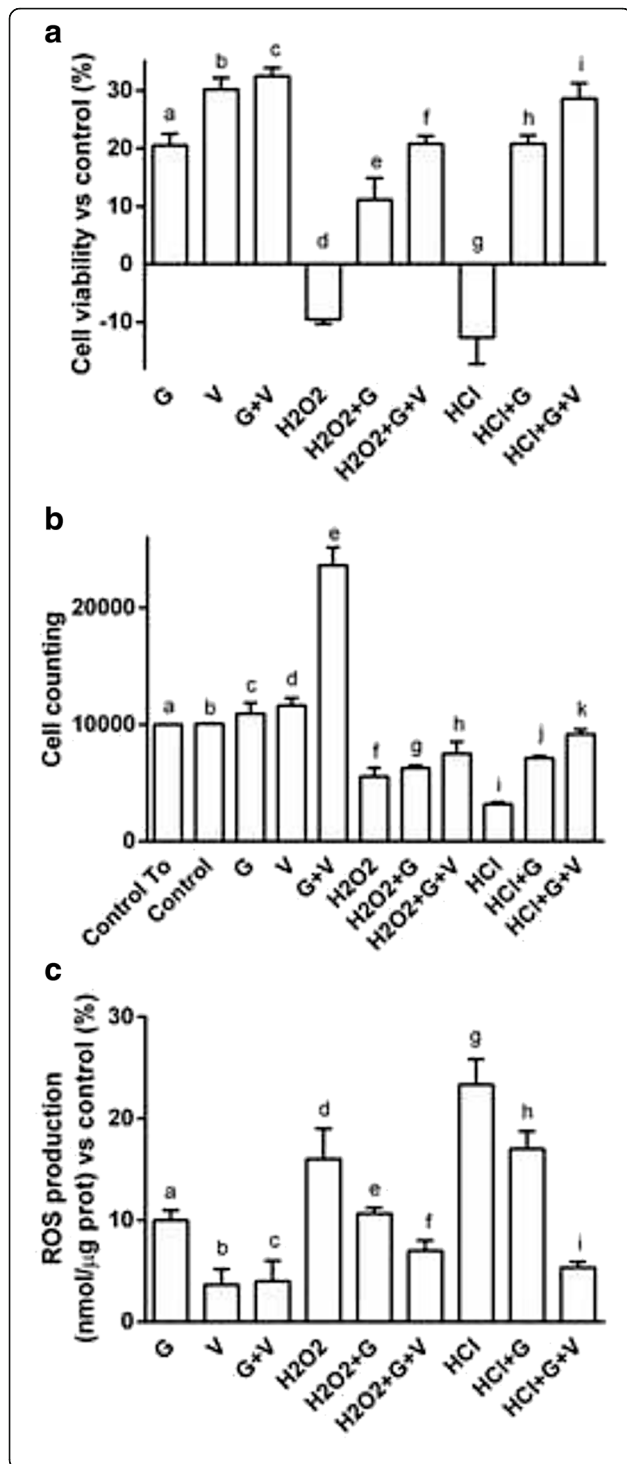 a
Cell viability vs control (%)
30
20
10
0
-10
a
b
c
d
e
f
g
h
i
G
V
G+V
H2O2
H2O2+G
H2O2+G+V
HCl
HCl+G
HCl+G+V
b
Cell counting
20000
10000
0
a
b
c
d
e
f
g
h
i
j
k
Control To
Control
G
V
G+V
H2O2
H2O2+G
H2O2+G+V
HCl
HCl+G
HCl+G+V
c
ROS production
(nmol/µg prot) vs control (%)
30
20
10
0
a
b
c
d
e
f
g
h
i
G
V
G+V
H2O2
H2O2+G
H2O2+G+V
HCl
HCl+G
HCl+G+V